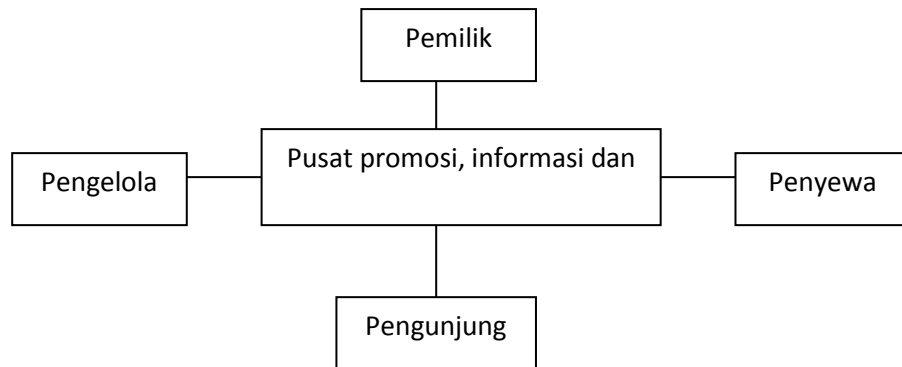 Pemilik
Pusat promosi, informasi dan
Pengelola
Penyewa
Pengunjung